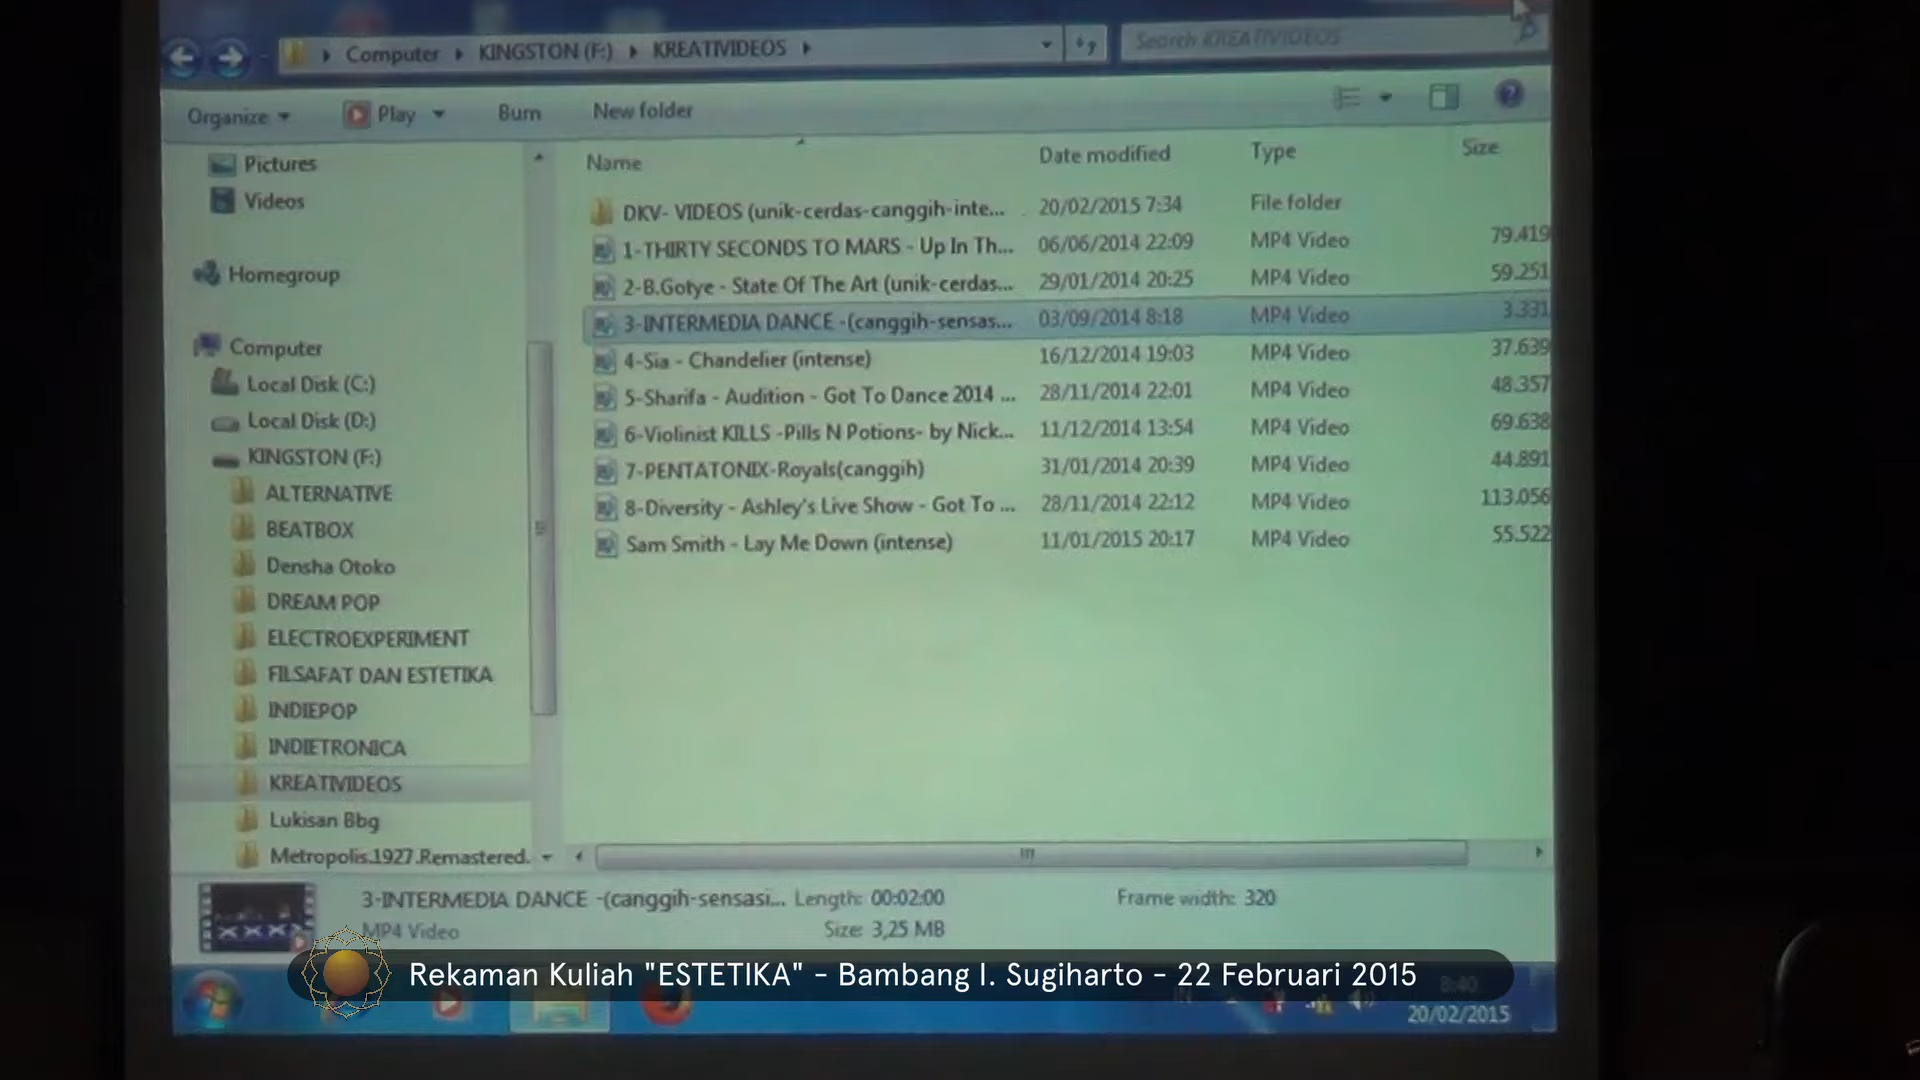 Computer ▸ KINGSTON (F:) ▸ KREATIVIDEOS ▸
Search KREATIVIDEOS
Organize Play Burn New folder
Name Date modified Type Size
DKV- VIDEOS (unik-cerdas-canggih-inte... 20/02/2015 7:34 File folder
1-THIRTY SECONDS TO MARS - Up In Th... 06/06/2014 22:09 MP4 Video 79.419
2-B.Gotye - State Of The Art (unik-cerdas... 29/01/2014 20:25 MP4 Video 59.251
3-INTERMEDIA DANCE -(canggih-sensas... 03/09/2014 8:18 MP4 Video 3.331
4-Sia - Chandelier (intense) 16/12/2014 19:03 MP4 Video 37.639
5-Sharifa - Audition - Got To Dance 2014 ... 28/11/2014 22:01 MP4 Video 48.357
6-Violinist KILLS -Pills N Potions- by Nick... 11/12/2014 13:54 MP4 Video 69.638
7-PENTATONIX-Royals(canggih) 31/01/2014 20:39 MP4 Video 44.891
8-Diversity - Ashley's Live Show - Got To ... 28/11/2014 22:12 MP4 Video 113.056
Sam Smith - Lay Me Down (intense) 11/01/2015 20:17 MP4 Video 55.522
Pictures
Videos
Homegroup
Computer
Local Disk (C:)
Local Disk (D:)
KINGSTON (F:)
ALTERNATIVE
BEATBOX
Densha Otoko
DREAM POP
ELECTROEXPERIMENT
FILSAFAT DAN ESTETIKA
INDIEPOP
INDIETRONICA
KREATIVIDEOS
Lukisan Bbg
Metropolis.1927.Remastered.
3-INTERMEDIA DANCE -(canggih-sensasi... Length: 00:02:00 Frame width: 320
MP4 Video Size: 3,25 MB
Rekaman Kuliah "ESTETIKA" - Bambang I. Sugiharto - 22 Februari 2015
8:40
20/02/2015